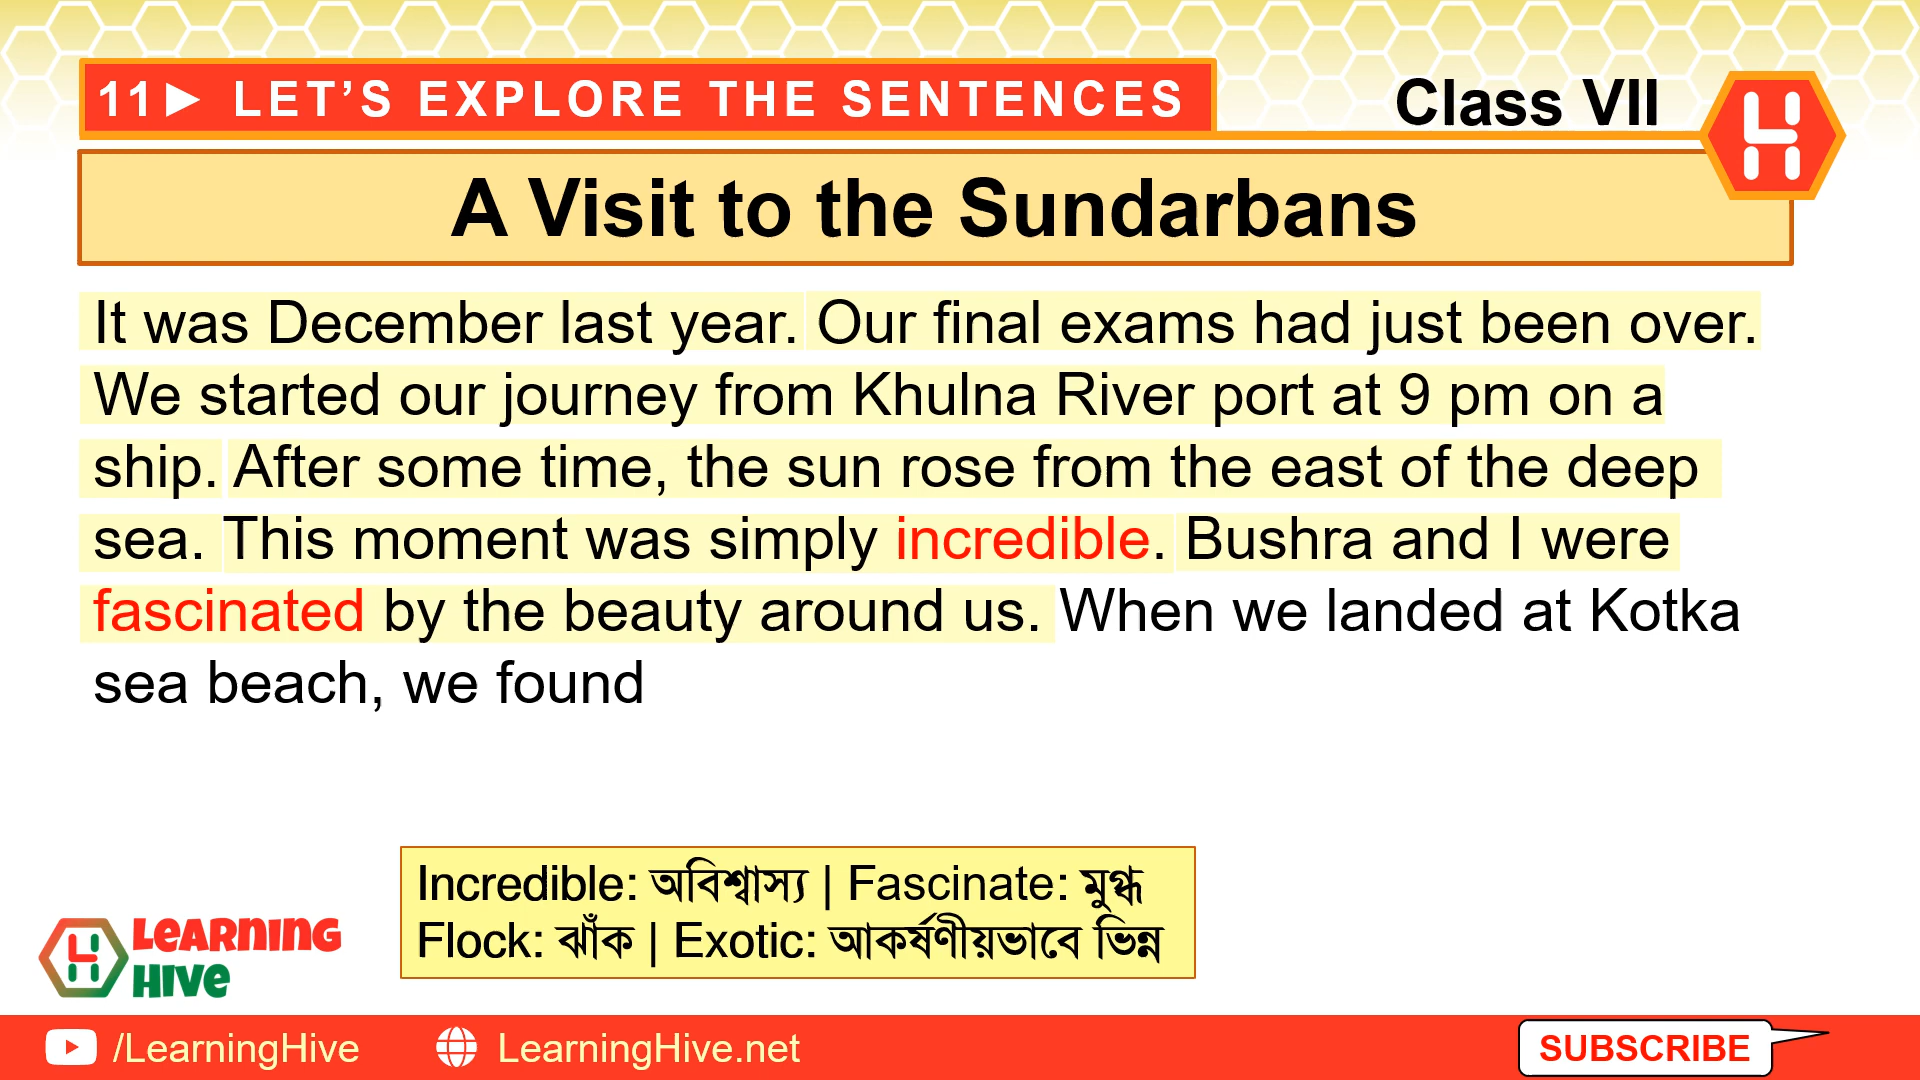 11▶ LET’S EXPLORE THE SENTENCES
Class VII
A Visit to the Sundarbans
It was December last year. Our final exams had just been over.
We started our journey from Khulna River port at 9 pm on a
ship. After some time, the sun rose from the east of the deep
sea. This moment was simply incredible. Bushra and I were
fascinated by the beauty around us. When we landed at Kotka
sea beach, we found
Incredible: অবিশ্বাস্য | Fascinate: মুগ্ধ
Flock: ঝাঁক | Exotic: আকর্ষণীয়ভাবে ভিন্ন
LEARNING
HIVE
/LearningHive
LearningHive.net
SUBSCRIBE